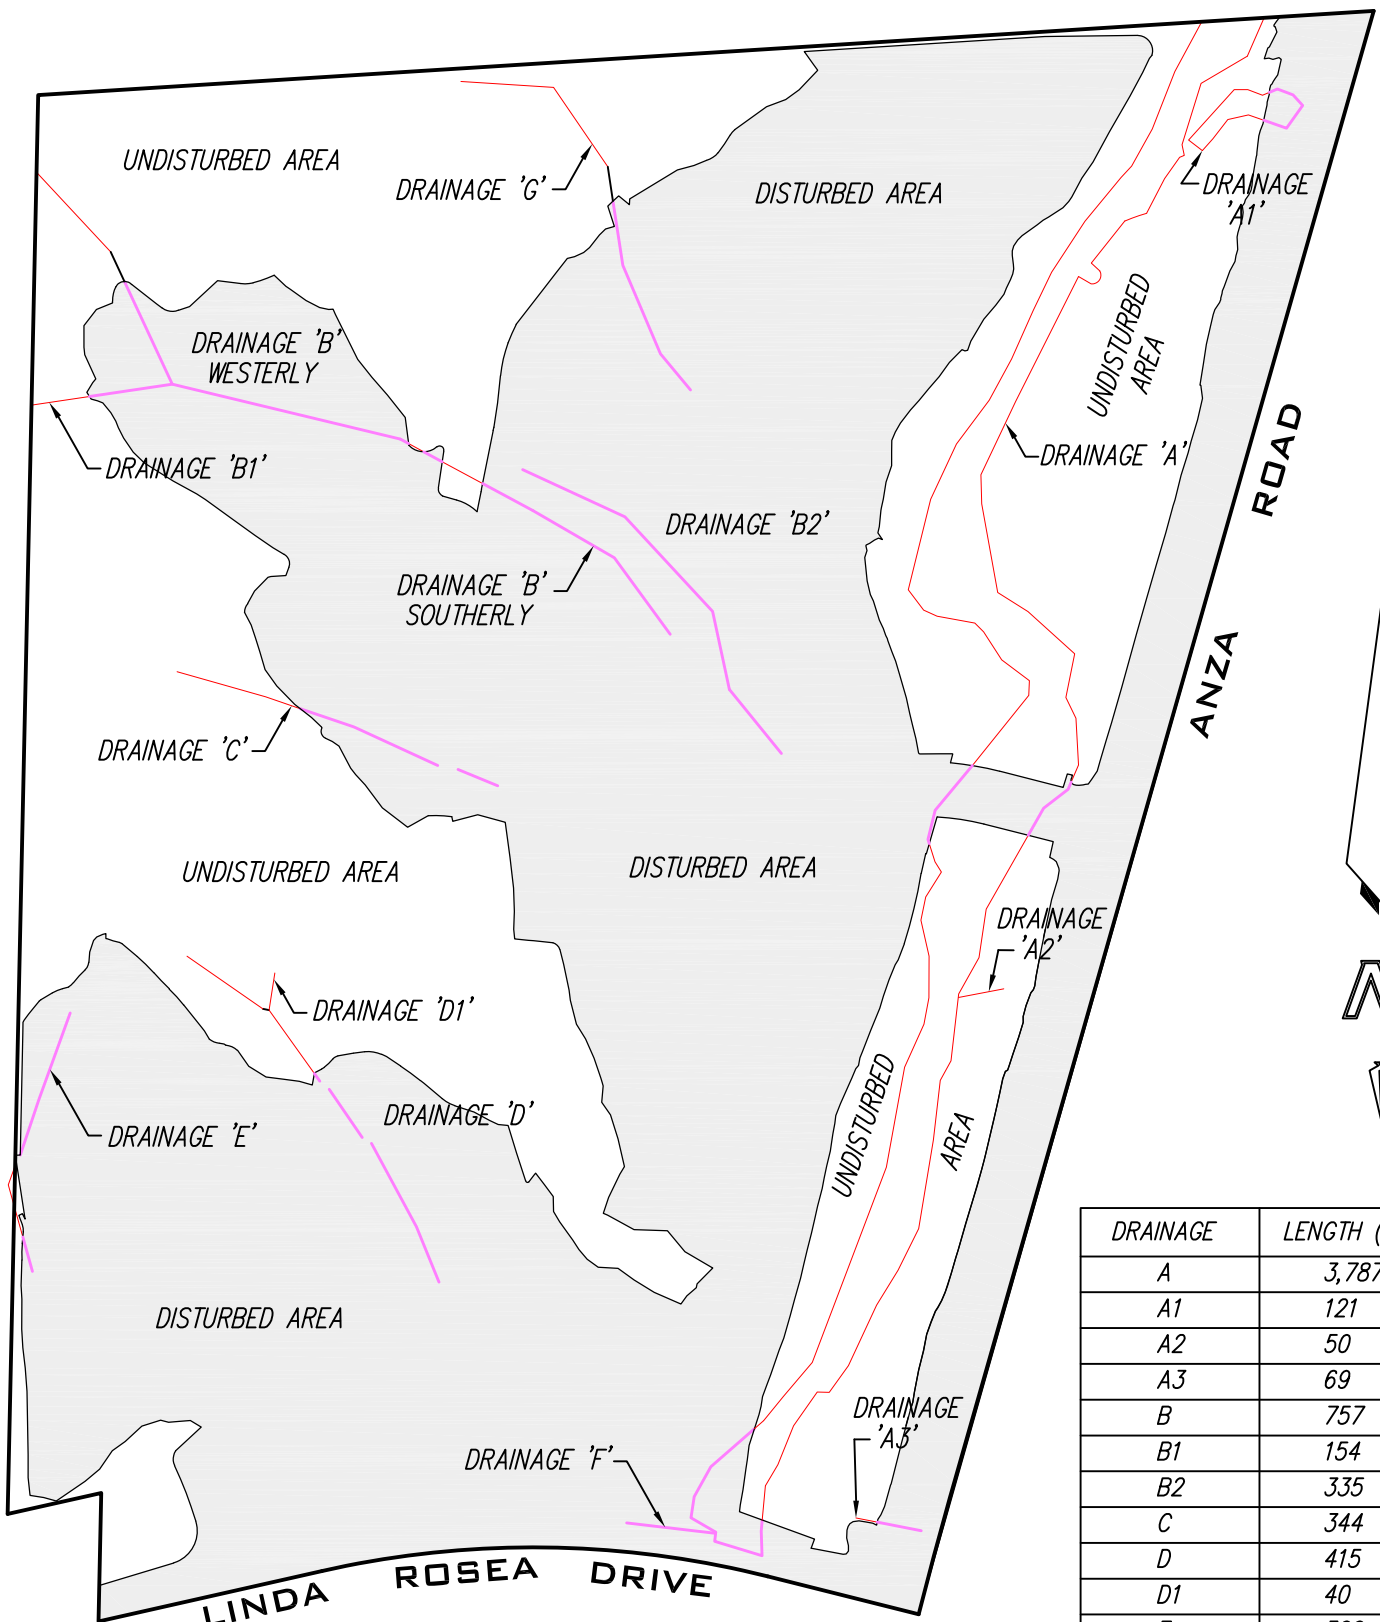 UNDISTURBED AREA
DRAINAGE 'G'
DISTURBED AREA
DRAINAGE
'A1'
UNDISTURBED
AREA
DRAINAGE 'B'
WESTERLY
DRAINAGE 'B1'
DRAINAGE 'A'
ANZA ROAD
DRAINAGE 'B2'
DRAINAGE 'B'
SOUTHERLY
DRAINAGE 'C'
UNDISTURBED AREA
DISTURBED AREA
DRAINAGE
'A2'
DRAINAGE 'D1'
DRAINAGE 'D'
DRAINAGE 'E'
UNDISTURBED
AREA
DISTURBED AREA
DRAINAGE
'A3'
DRAINAGE 'F'
LINDA ROSEA DRIVE
DRAINAGE LENGTH (
A 3,787
A1 121
A2 50
A3 69
B 757
B1 154
B2 335
C 344
D 415
D1 40